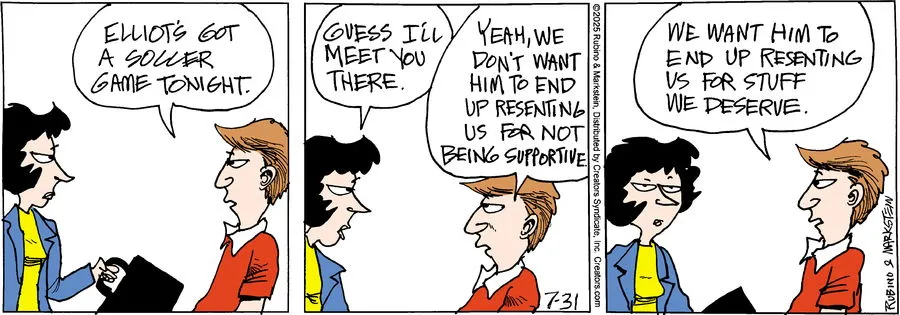 ELLIOT'S GOT
A SOCCER
GAME TONIGHT.
GUESS I'LL
MEET YOU
THERE.
YEAH, WE
DON'T WANT
HIM TO END
UP RESENTING
US FOR NOT
BEING SUPPORTIVE
7-31
©2025 Rubino & Markstein, Distributed by Creators Syndicate, Inc. Creators.com
WE WANT HIM TO
END UP RESENTING
US FOR STUFF
WE DESERVE.
RUBINO & MARKSTEIN